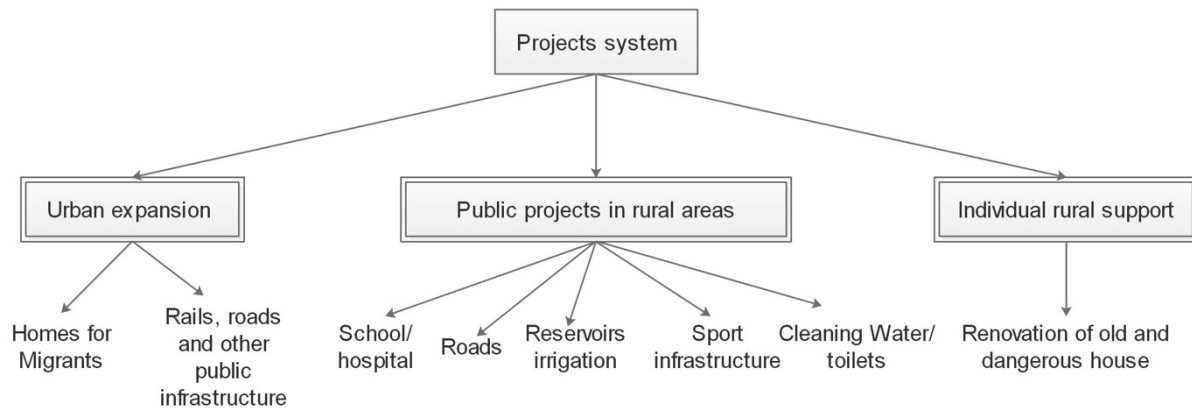 Projects system
Urban expansion
Public projects in rural areas
Individual rural support
Homes for
Migrants
Rails, roads
and other
public
infrastructure
School/
hospital
Roads
Reservoirs
irrigation
Sport
infrastructure
Cleaning Water/
toilets
Renovation of old and
dangerous house